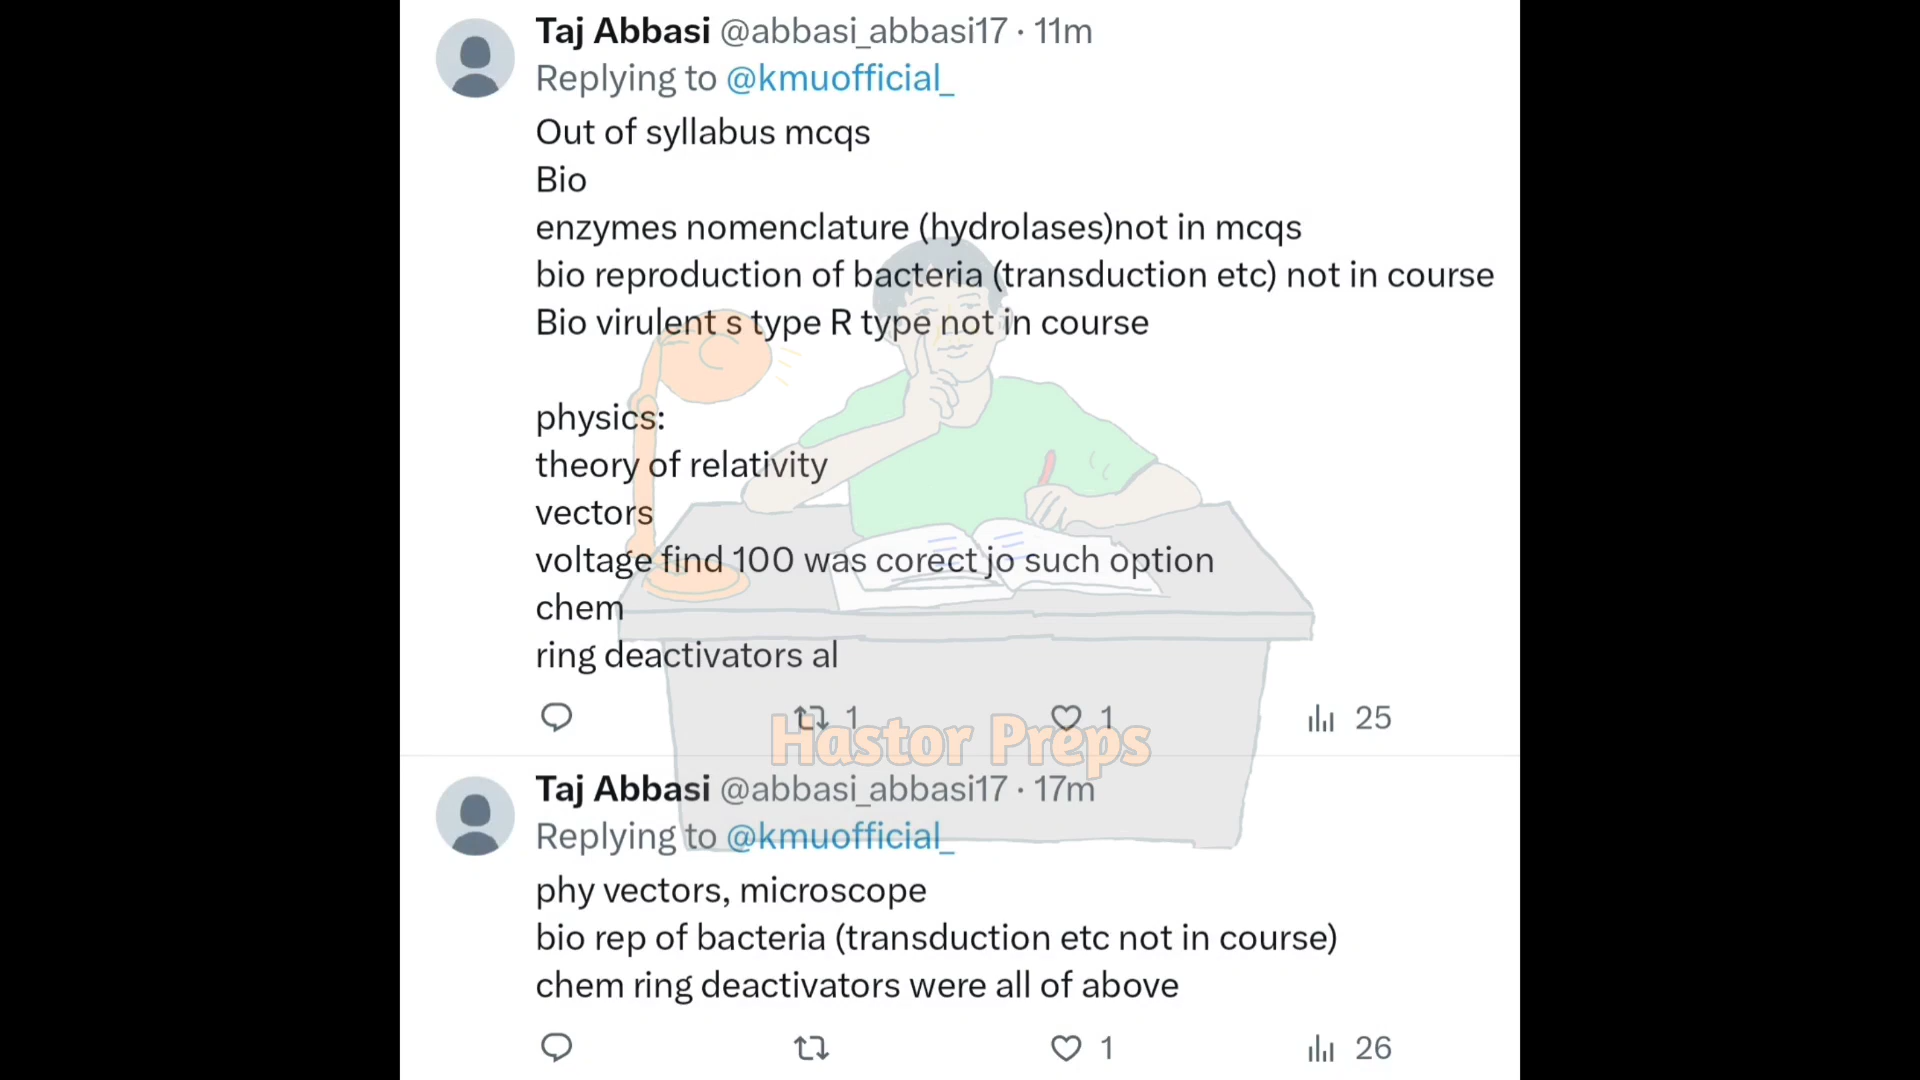 Taj Abbasi @abbasi_abbasi17 · 11m
Replying to @kmuofficial_
Out of syllabus mcqs
Bio
enzymes nomenclature (hydrolases)not in mcqs
bio reproduction of bacteria (transduction etc) not in course
Bio virulent s type R type not in course
physics:
theory of relativity
vectors
voltage find 100 was corect jo such option
chem
ring deactivators al
1 1 25
Hastor Preps
Taj Abbasi @abbasi_abbasi17 · 17m
Replying to @kmuofficial_
phy vectors, microscope
bio rep of bacteria (transduction etc not in course)
chem ring deactivators were all of above
1 26